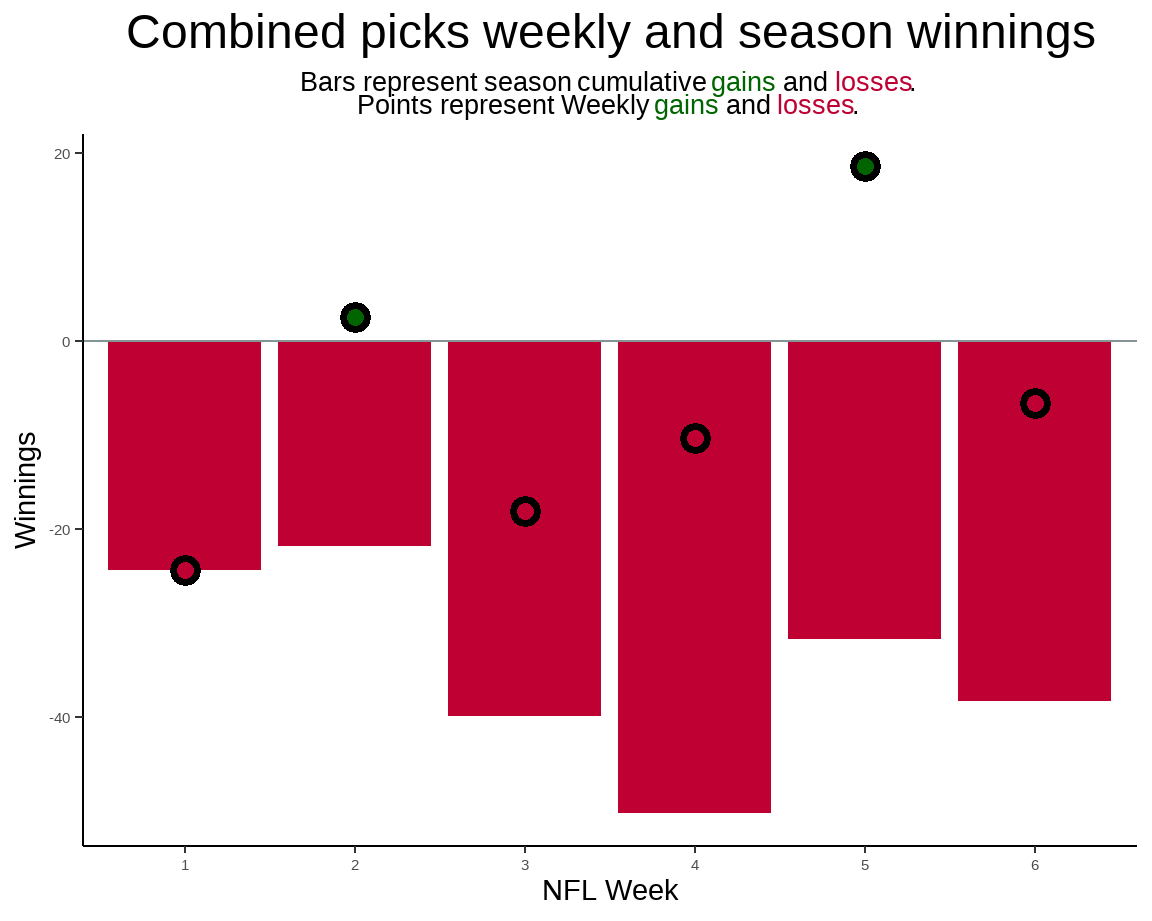 Combined picks weekly and season winnings
Bars represent season cumulative gains and losses.
Points represent Weekly gains and losses.
20
0
-20
-40
Winnings
1 2 3 4 5 6
NFL Week